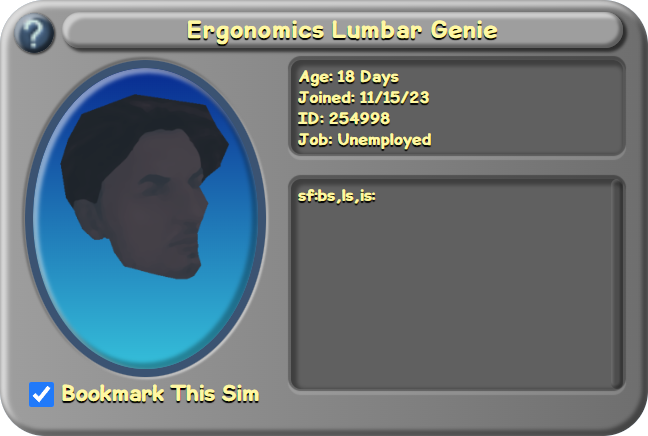 ?
Ergonomics Lumbar Genie
Age: 18 Days
Joined: 11/15/23
ID: 254998
Job: Unemployed
sf:bs,ls,is:
Bookmark This Sim